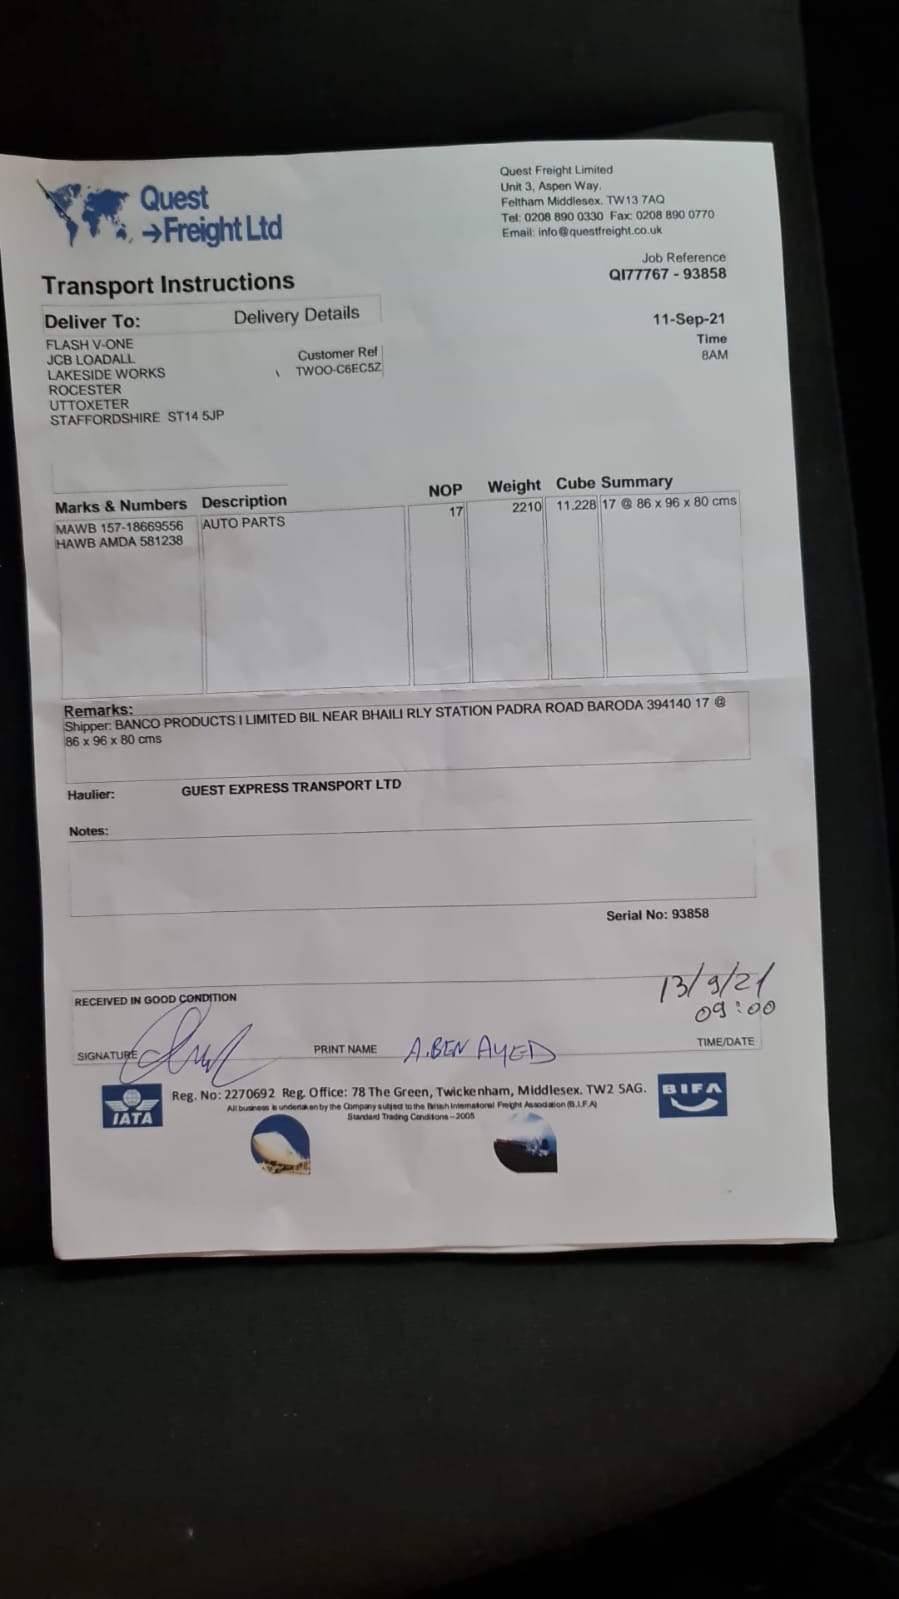 Quest
Freight Ltd
Quest Freight Limited
Unit 3, Aspen Way,
Feltham Middlesex, TW13 7AQ
Tel: 0208 890 0330 Fax: 0208 890 0770
Email: info@questfreight.co.uk
Job Reference
QI77767 - 93858
Transport Instructions
Deliver To:
Delivery Details
11-Sep-21
Time
8AM
FLASH V-ONE
JCB LOADALL
LAKESIDE WORKS
ROCESTER
UTTOXETER
STAFFORDSHIRE ST14 5JP
Customer Ref
TWOO-C6EC5Z
Marks & Numbers Description NOP Weight Cube Summary
MAWB 157-18669556 AUTO PARTS 17 2210 11.228 17 @ 86 x 96 x 80 cms
HAWB AMDA 581238
Remarks:
Shipper: BANCO PRODUCTS I LIMITED BIL NEAR BHAILI RLY STATION PADRA ROAD BARODA 394140 17 @
86 x 96 x 80 cms
Haulier: GUEST EXPRESS TRANSPORT LTD
Notes:
Serial No: 93858
RECEIVED IN GOOD CONDITION
13/9/21
09:00
SIGNATURE
PRINT NAME A.BEN AYED
TIME/DATE
IATA
Reg. No: 2270692 Reg. Office: 78 The Green, Twickenham, Middlesex. TW2 5AG.
All business is undertaken by the Company subject to the British International Freight Association (B.I.F.A)
Standard Trading Conditions - 2005
BIFA